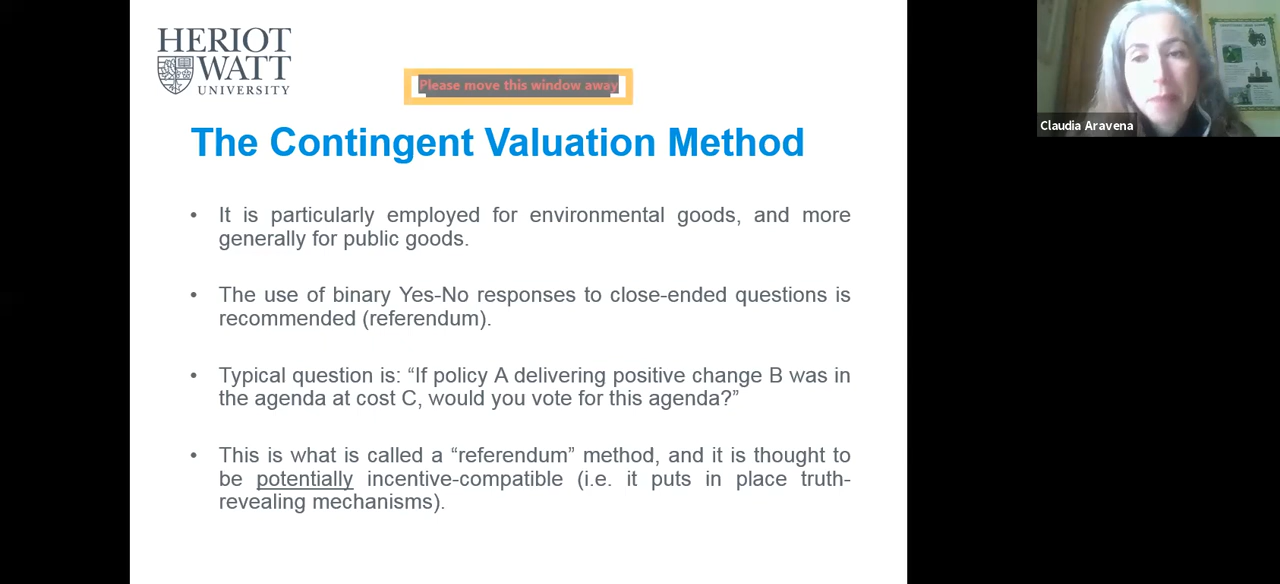 HERIOT
WATT
UNIVERSITY
Please move this window away
Claudia Aravena
The Contingent Valuation Method
• It is particularly employed for environmental goods, and more
generally for public goods.
• The use of binary Yes-No responses to close-ended questions is
recommended (referendum).
• Typical question is: “If policy A delivering positive change B was in
the agenda at cost C, would you vote for this agenda?”
• This is what is called a “referendum” method, and it is thought to
be potentially incentive-compatible (i.e. it puts in place truth-
revealing mechanisms).